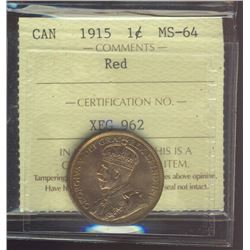 CAN 1915 1¢ MS-64
COMMENTS
Red
CERTIFICATION NO.
XEG 962
IN A IS A
C ITEM.
Tampering above opinion.
Have seal not intact.